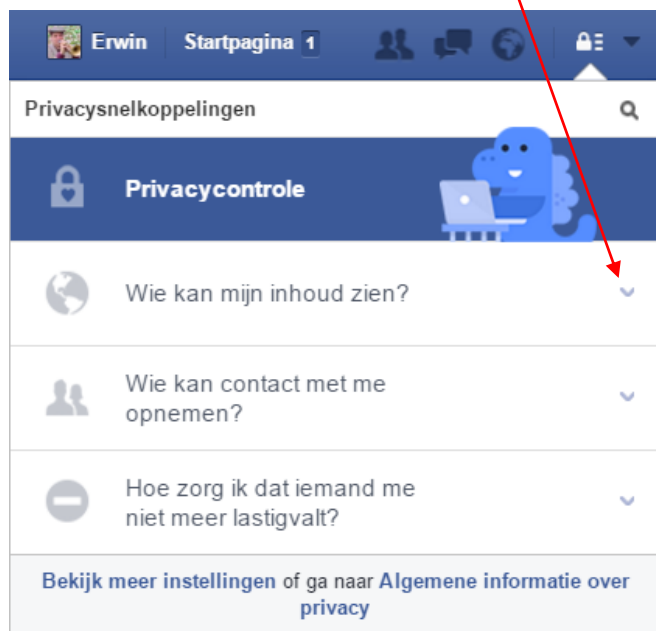 Erwin Startpagina 1
Privacysnelkoppelingen
Privacycontrole
Wie kan mijn inhoud zien?
Wie kan contact met me
opnemen?
Hoe zorg ik dat iemand me
niet meer lastigvalt?
Bekijk meer instellingen of ga naar Algemene informatie over
privacy